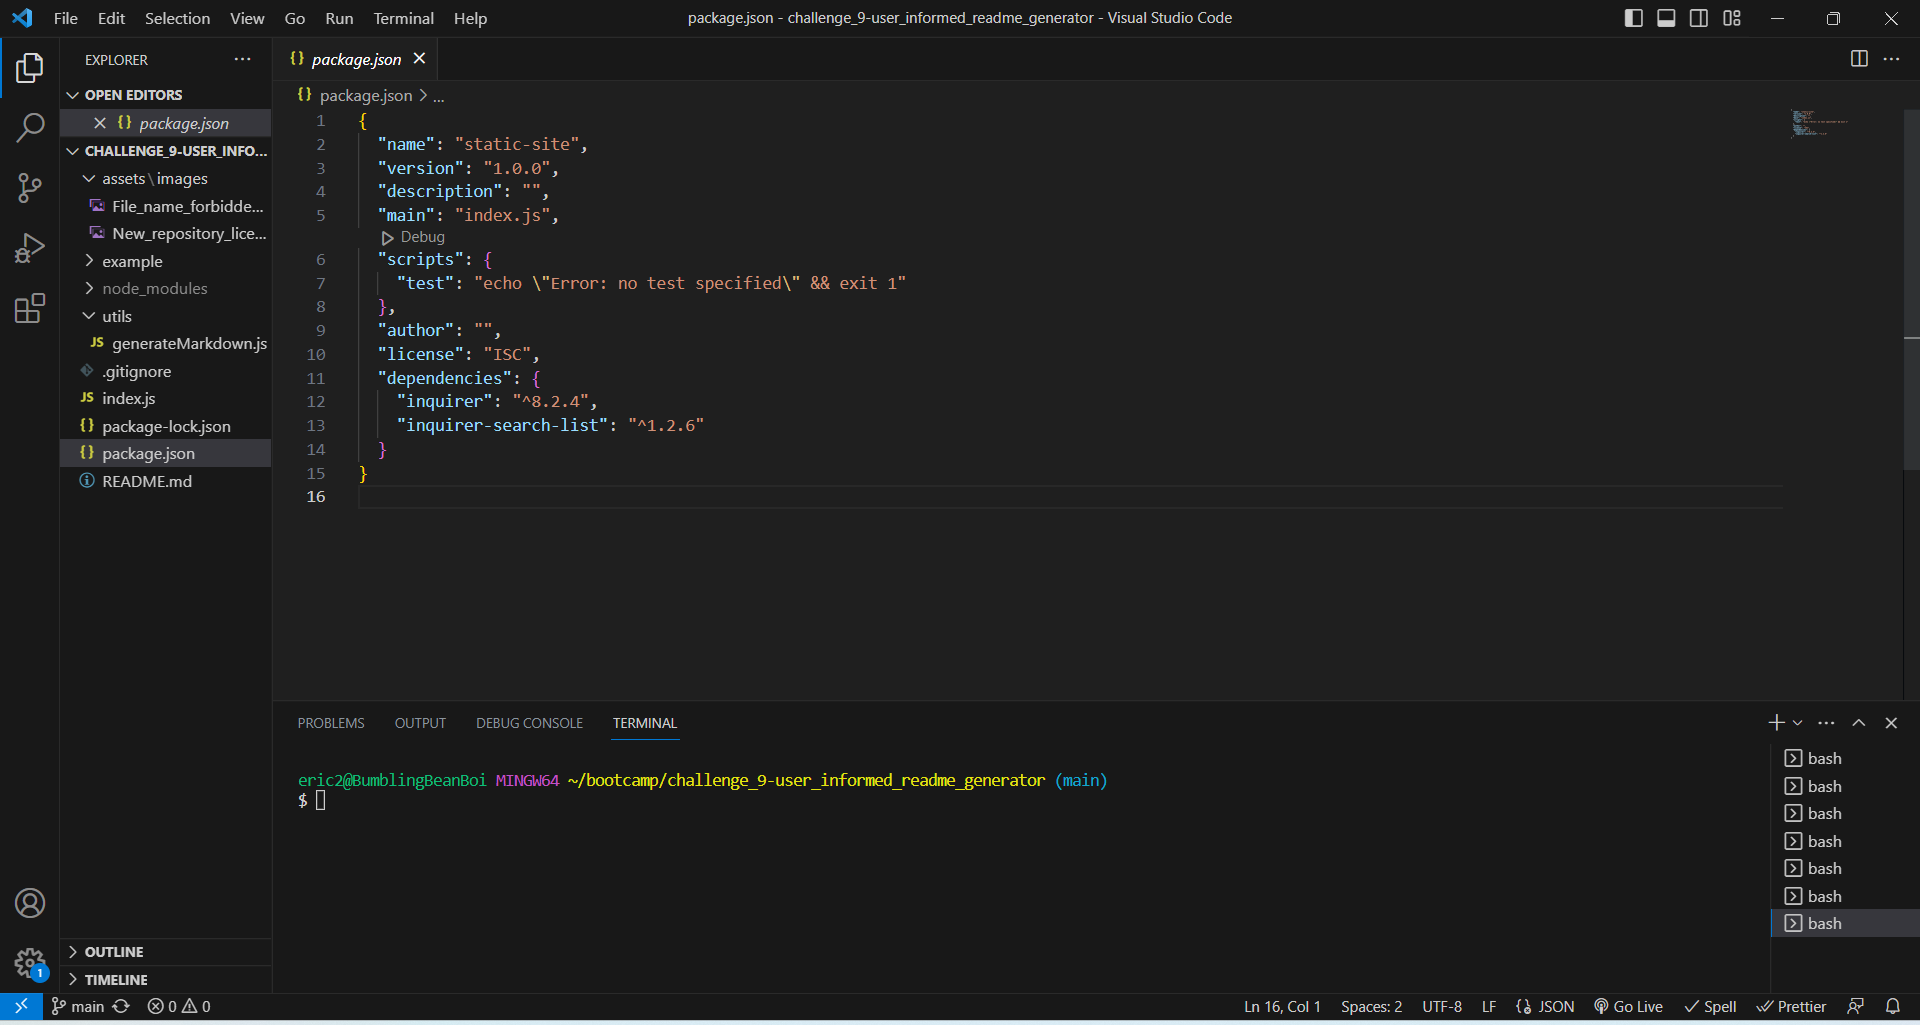 File Edit Selection View Go Run Terminal Help
package.json - challenge_9-user_informed_readme_generator - Visual Studio Code
EXPLORER
OPEN EDITORS
package.json
CHALLENGE_9-USER_INFO...
assets\images
File_name_forbidde...
New_repository_lice...
example
node_modules
utils
JS generateMarkdown.js
.gitignore
JS index.js
{} package-lock.json
{} package.json
README.md
OUTLINE
TIMELINE
{} package.json
{} package.json > ...
1 {
2 "name": "static-site",
3 "version": "1.0.0",
4 "description": "",
5 "main": "index.js",
Debug
6 "scripts": {
7 "test": "echo \"Error: no test specified\" && exit 1"
8 },
9 "author": "",
10 "license": "ISC",
11 "dependencies": {
12 "inquirer": "^8.2.4",
13 "inquirer-search-list": "^1.2.6"
14 }
15 }
16
PROBLEMS OUTPUT DEBUG CONSOLE TERMINAL
eric2@BumblingBeanBoi MINGW64 ~/bootcamp/challenge_9-user_informed_readme_generator (main)
$
bash
bash
bash
bash
bash
bash
bash
1
main 0 0 Ln 16, Col 1 Spaces: 2 UTF-8 LF JSON Go Live Spell Prettier